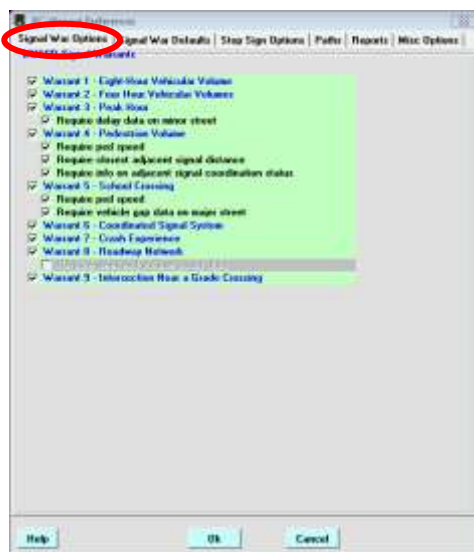 Signal War Options | Signal War Defaults | Stop Sign Options | Paths | Reports | Misc Options
Warrants
Warrant 1 - Eight-Hour Vehicular Volume
Warrant 2 - Four Hour Vehicular Volumes
Warrant 3 - Peak Hour
Require delay data on minor street
Warrant 4 - Pedestrian Volume
Require ped speed
Require closest adjacent signal distance
Require info on adjacent signal coordination status
Warrant 5 - School Crossing
Require ped speed
Require vehicle gap data on major street
Warrant 6 - Coordinated Signal System
Warrant 7 - Crash Experience
Warrant 8 - Roadway Network
Warrant 9 - Intersection Near a Grade Crossing
Help
Ok
Cancel